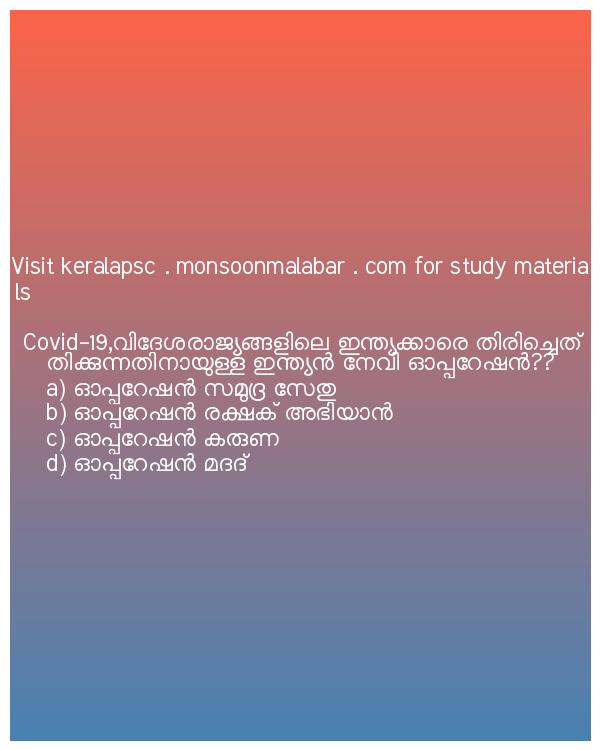 Visit keralapsc . monsoonmalabar . com for study materia
ls
Covid-19,വിദേശരാജ്യങ്ങളിലെ ഇന്ത്യക്കാരെ തിരിച്ചെത്
തിക്കുന്നതിനായുള്ള ഇന്ത്യൻ നേവി ഓപ്പറേഷൻ??
a) ഓപ്പറേഷൻ സമുദ്ര സേതു
b) ഓപ്പറേഷൻ രക്ഷക് അഭിയാൻ
c) ഓപ്പറേഷൻ കരുണ
d) ഓപ്പറേഷൻ മദദ്